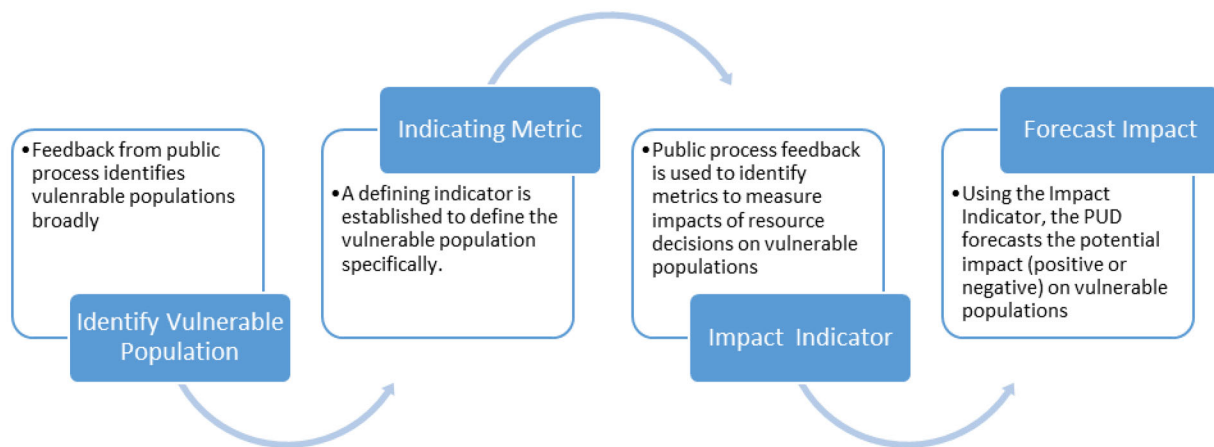 •Feedback from public
process identifies
vulenrable populations
broadly
Identify Vulnerable
Population
Indicating Metric
•A defining indicator is
established to define the
vulnerable population
specifically.
•Public process feedback
is used to identify
metrics to measure
impacts of resource
decisions on vulnerable
populations
Impact Indicator
Forecast Impact
•Using the Impact
Indicator, the PUD
forecasts the potential
impact (positive or
negative) on vulnerable
populations